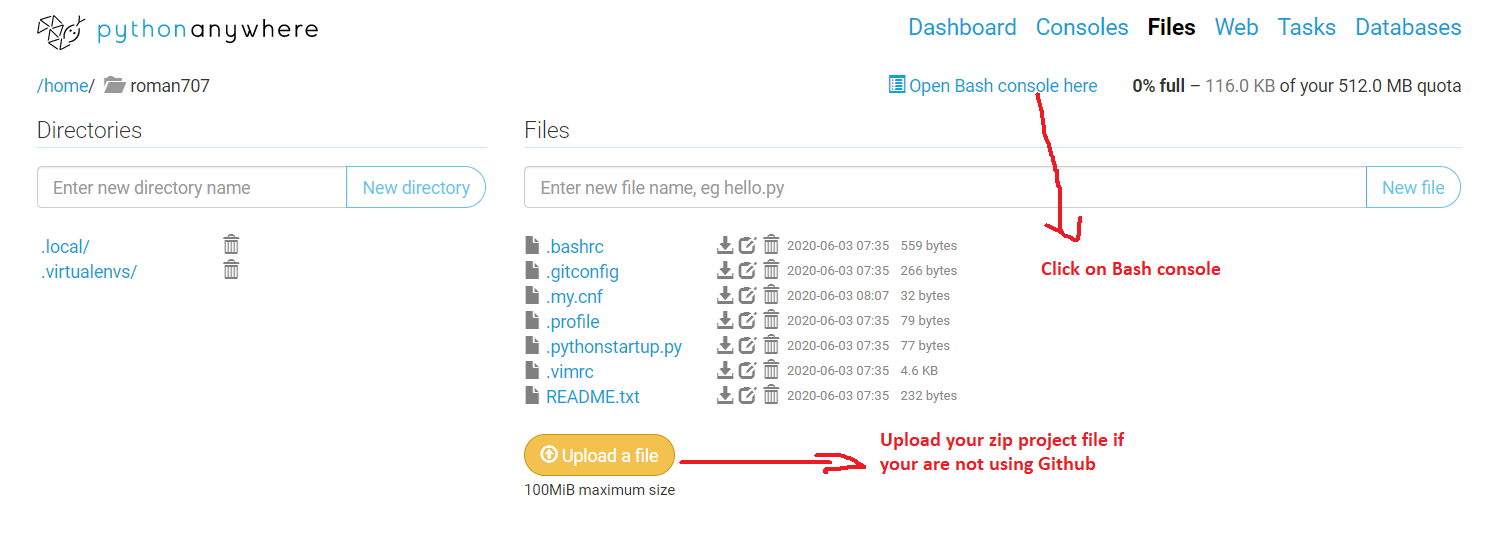 pythonanywhere
Dashboard Consoles Files Web Tasks Databases
/home/ roman707
Open Bash console here
0% full – 116.0 KB of your 512.0 MB quota
Directories
Files
Enter new directory name
New directory
Enter new file name, eg hello.py
New file
.local/
.virtualenvs/
.bashrc 2020-06-03 07:35 559 bytes
.gitconfig 2020-06-03 07:35 266 bytes
.my.cnf 2020-06-03 08:07 32 bytes
.profile 2020-06-03 07:35 79 bytes
.pythonstartup.py 2020-06-03 07:35 77 bytes
.vimrc 2020-06-03 07:35 4.6 KB
README.txt 2020-06-03 07:35 232 bytes
Click on Bash console
Upload a file
100MiB maximum size
Upload your zip project file if
your are not using Github